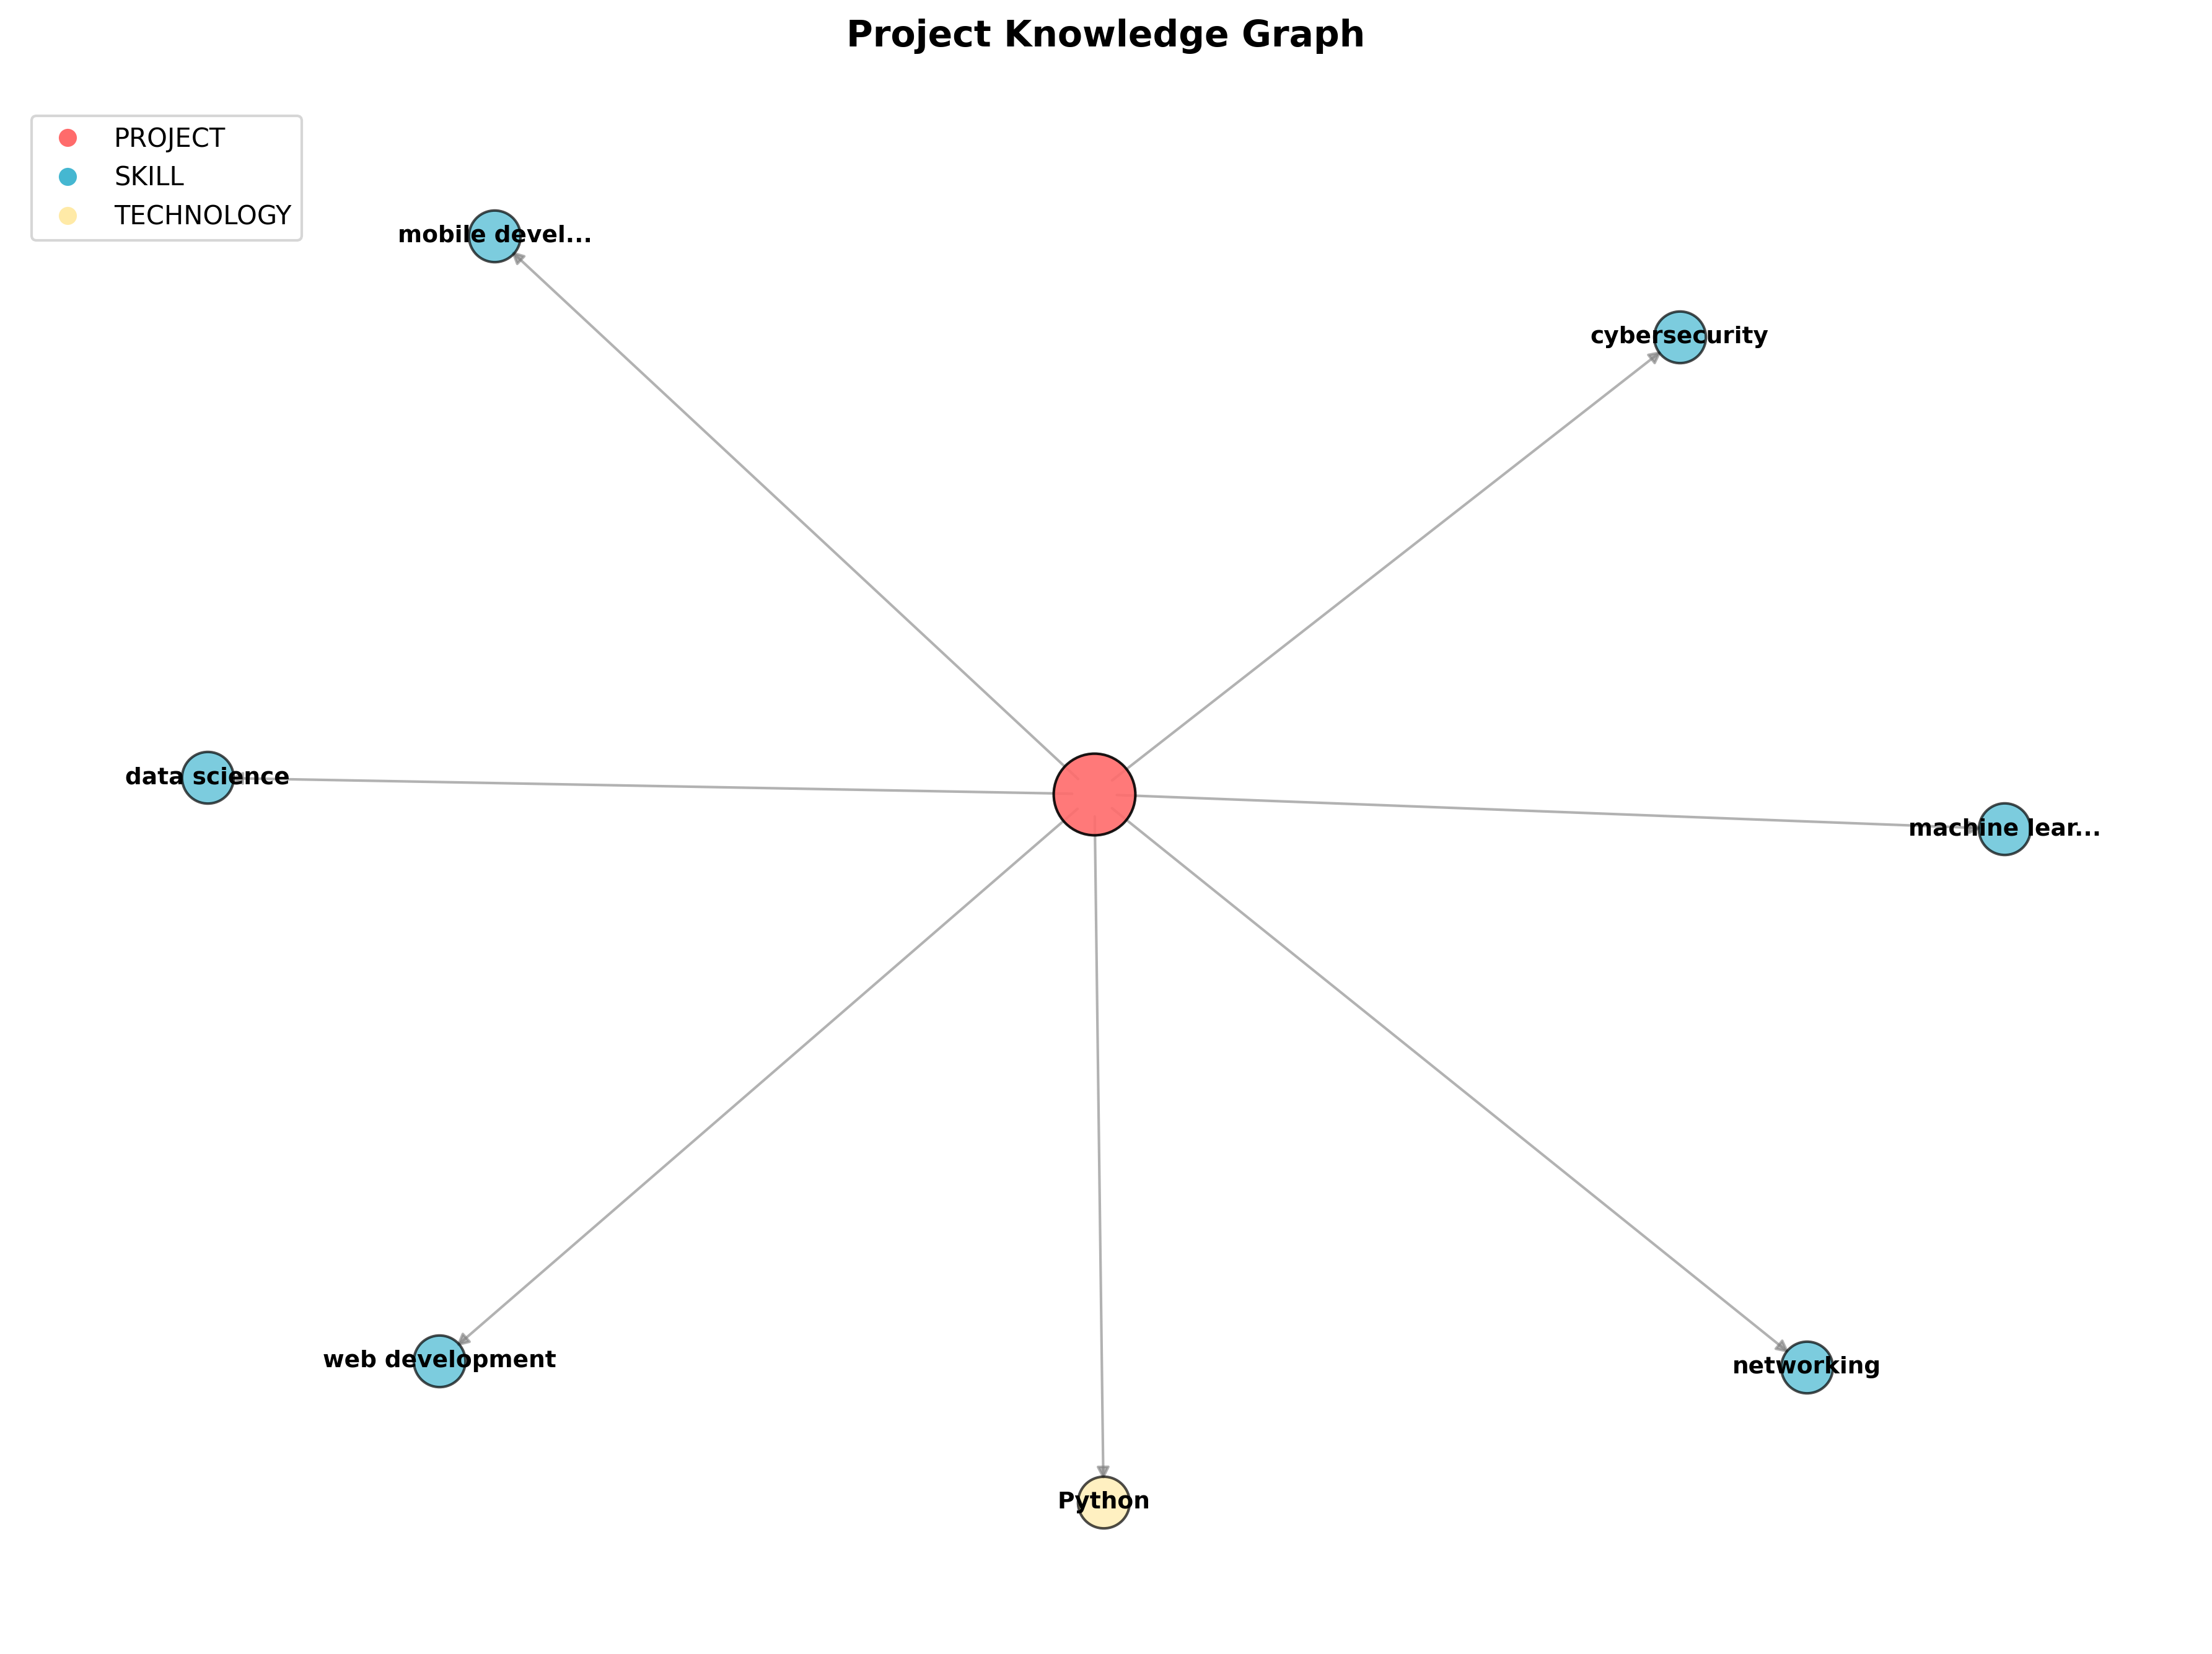 Project Knowledge Graph
PROJECT
SKILL
TECHNOLOGY
mobile devel...
cybersecurity
data science
machine lear...
web development
networking
Python